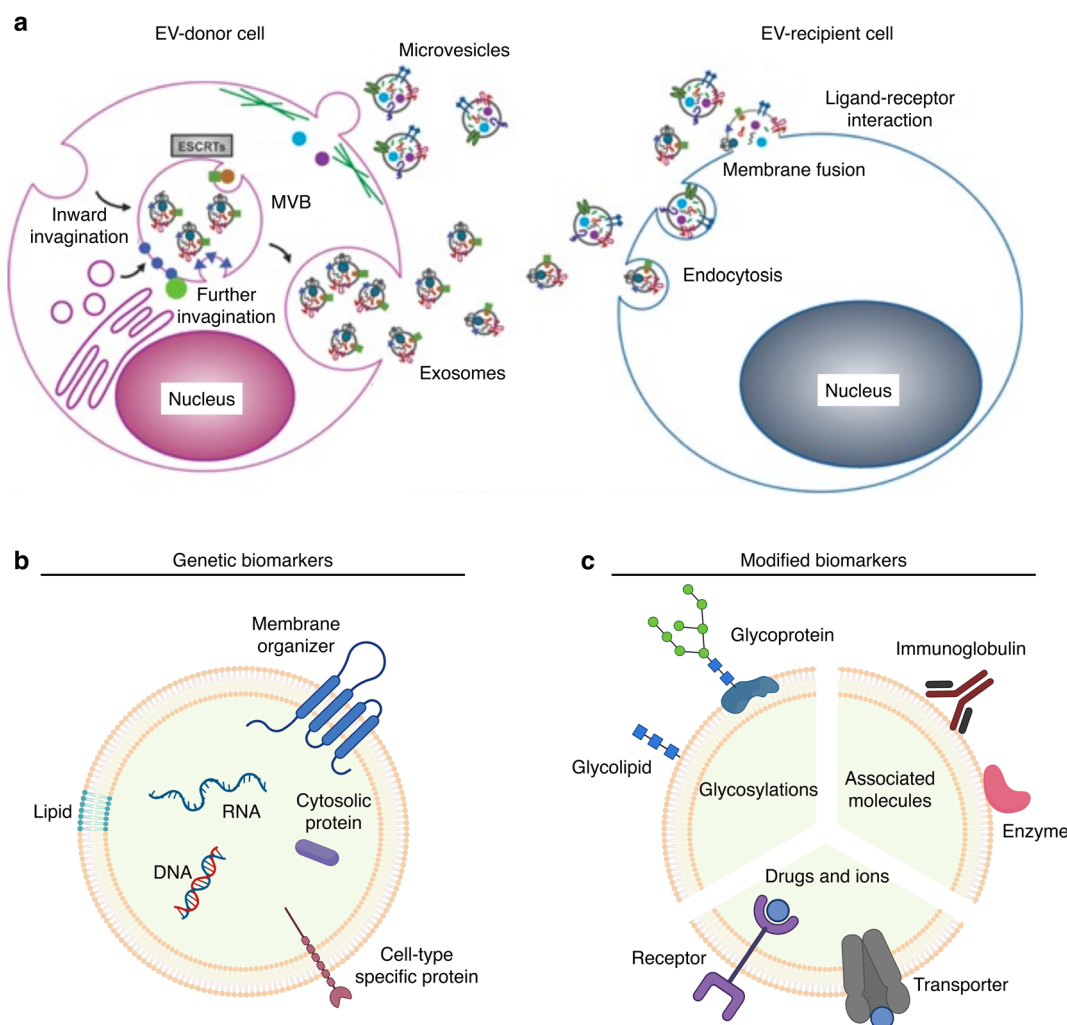 a
EV-donor cell
Microvesicles
EV-recipient cell
Ligand-receptor
interaction
ESCRTs
Membrane fusion
MVB
Inward
invagination
Endocytosis
Further
invagination
Exosomes
Nucleus
Nucleus
b
Genetic biomarkers
Membrane
organizer
Lipid
RNA
Cytosolic
protein
DNA
Cell-type
specific protein
c
Modified biomarkers
Glycoprotein
Immunoglobulin
Glycolipid
Glycosylations
Associated
molecules
Enzyme
Drugs and ions
Receptor
Transporter